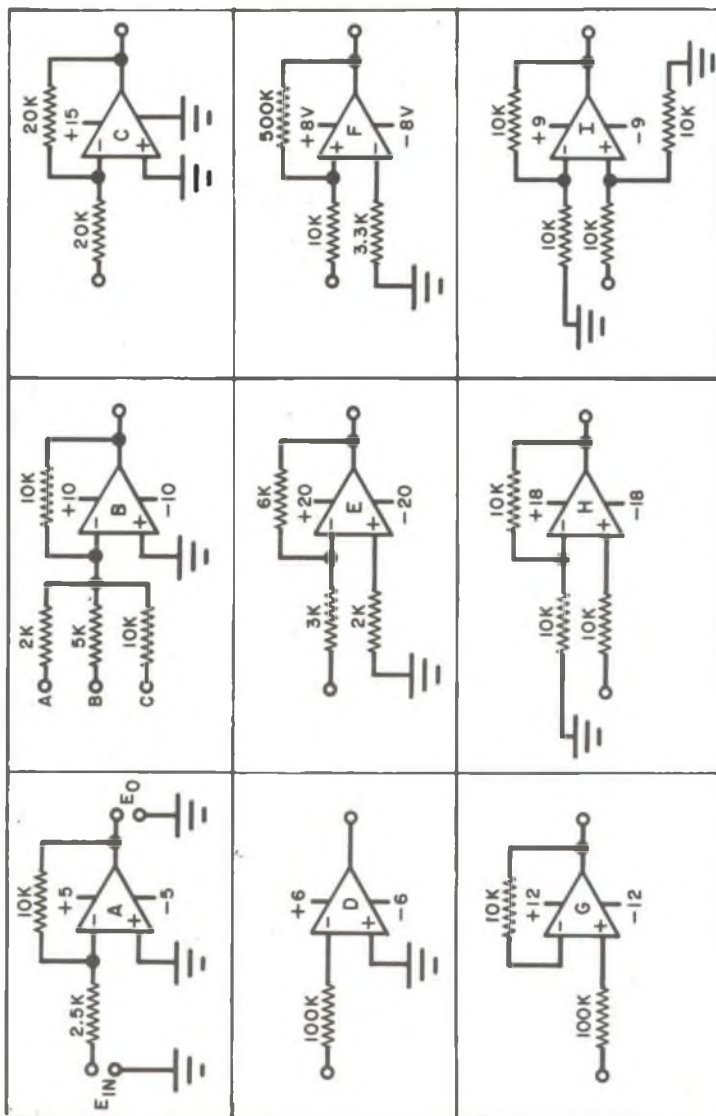 10K
+5
2.5K
−
A
+
EIN
EO
-5
10K
2K
+10
A
−
5K
B
B
+
10K
C
-10
20K
+15
20K
−
C
+
+6
100K
−
D
+
-6
6K
+20
3K
−
E
+
2K
-20
500K
+8V
10K
+
F
−
3.3K
-8V
10K
+12
−
G
+
100K
-12
10K
+18
10K
−
H
+
10K
-18
10K
+9
10K
−
I
+
10K
-9
10K